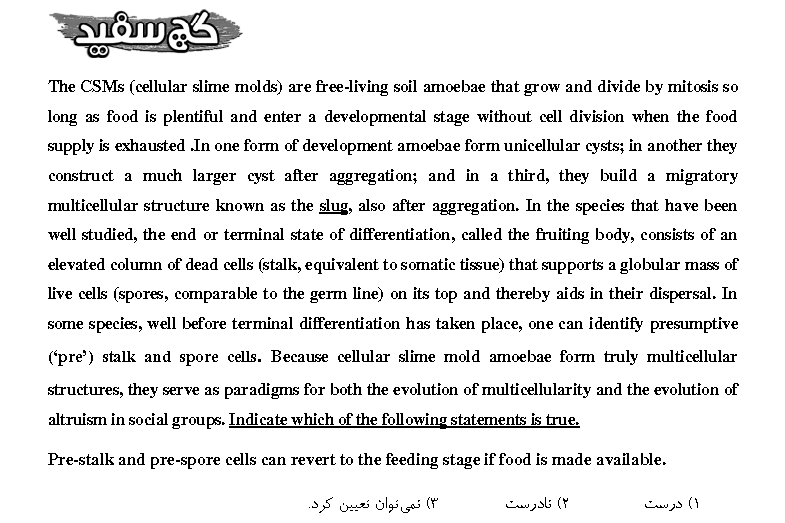 گچ سفید
The CSMs (cellular slime molds) are free-living soil amoebae that grow and divide by mitosis so
long as food is plentiful and enter a developmental stage without cell division when the food
supply is exhausted .In one form of development amoebae form unicellular cysts; in another they
construct a much larger cyst after aggregation; and in a third, they build a migratory
multicellular structure known as the slug, also after aggregation. In the species that have been
well studied, the end or terminal state of differentiation, called the fruiting body, consists of an
elevated column of dead cells (stalk, equivalent to somatic tissue) that supports a globular mass of
live cells (spores, comparable to the germ line) on its top and thereby aids in their dispersal. In
some species, well before terminal differentiation has taken place, one can identify presumptive
(‘pre’) stalk and spore cells. Because cellular slime mold amoebae form truly multicellular
structures, they serve as paradigms for both the evolution of multicellularity and the evolution of
altruism in social groups. Indicate which of the following statements is true.
Pre-stalk and pre-spore cells can revert to the feeding stage if food is made available.
۱) درست ۲) نادرست ۳) نمی‌توان تعیین کرد.